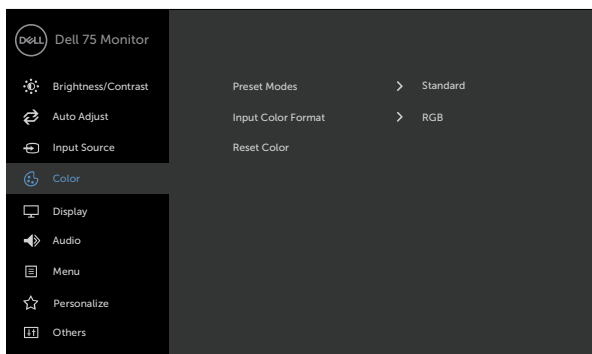 DELL Dell 75 Monitor
Brightness/Contrast
Auto Adjust
Input Source
Color
Display
Audio
Menu
Personalize
Others
Preset Modes Standard
Input Color Format RGB
Reset Color